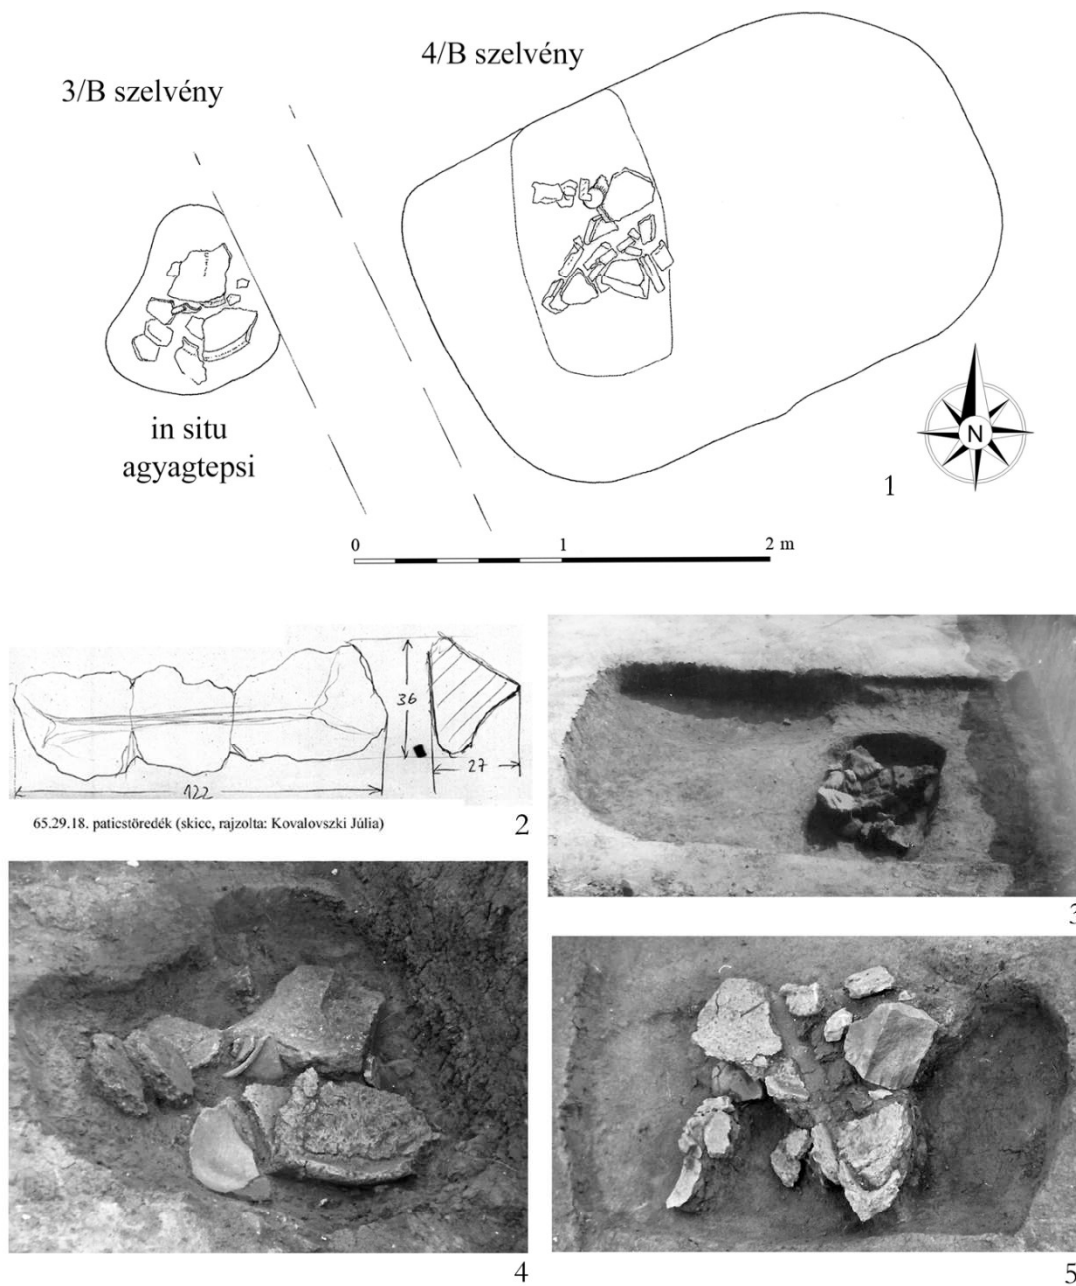 4/B szelvény
3/B szelvény
in situ
agyagtepsi
N
1
0 1 2 m
36
27
122
65.29.18. paticstöredék (skicc, rajzolta: Kovalovszki Júlia)
2
3
4
5